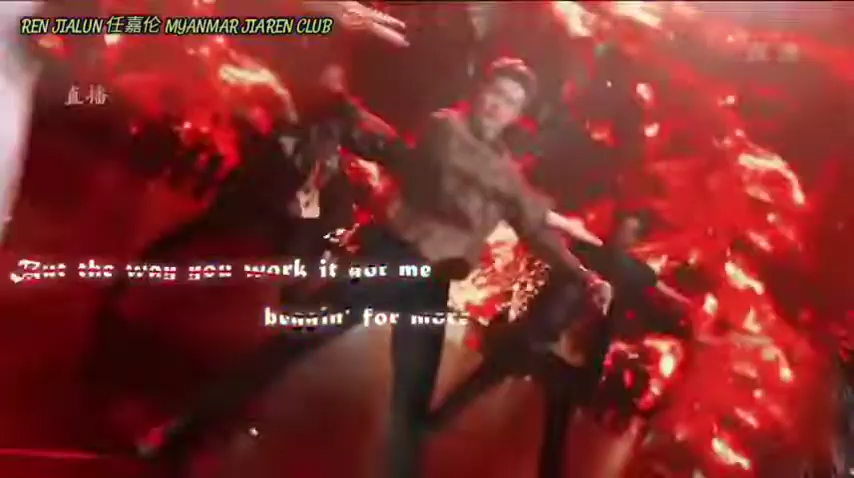 REN JIALUN 任嘉伦 MYANMAR JIAREN CLUB
直播
But the way you work it got me
beggin' for more